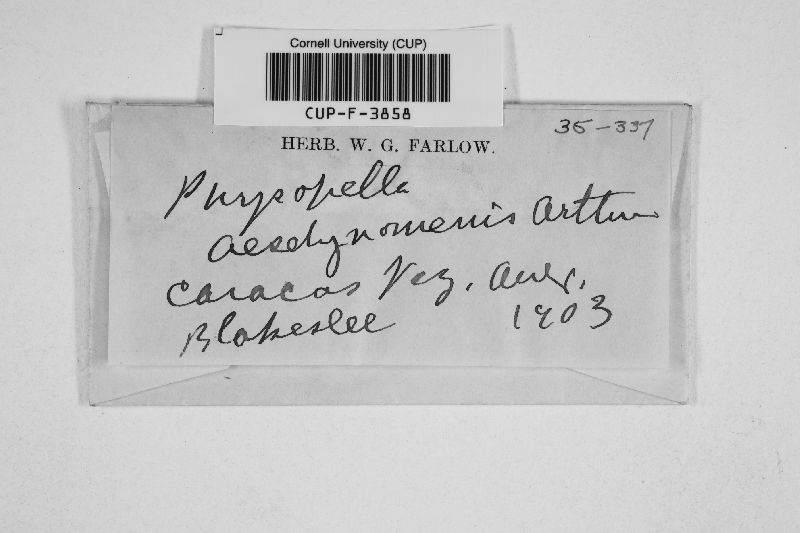 Cornell University (CUP)
CUP-F-3858
35-337
HERB. W. G. FARLOW.
Physopella
aeschynomenis Arthur
Caracas Vez. Aug.
Blakeslee 1903